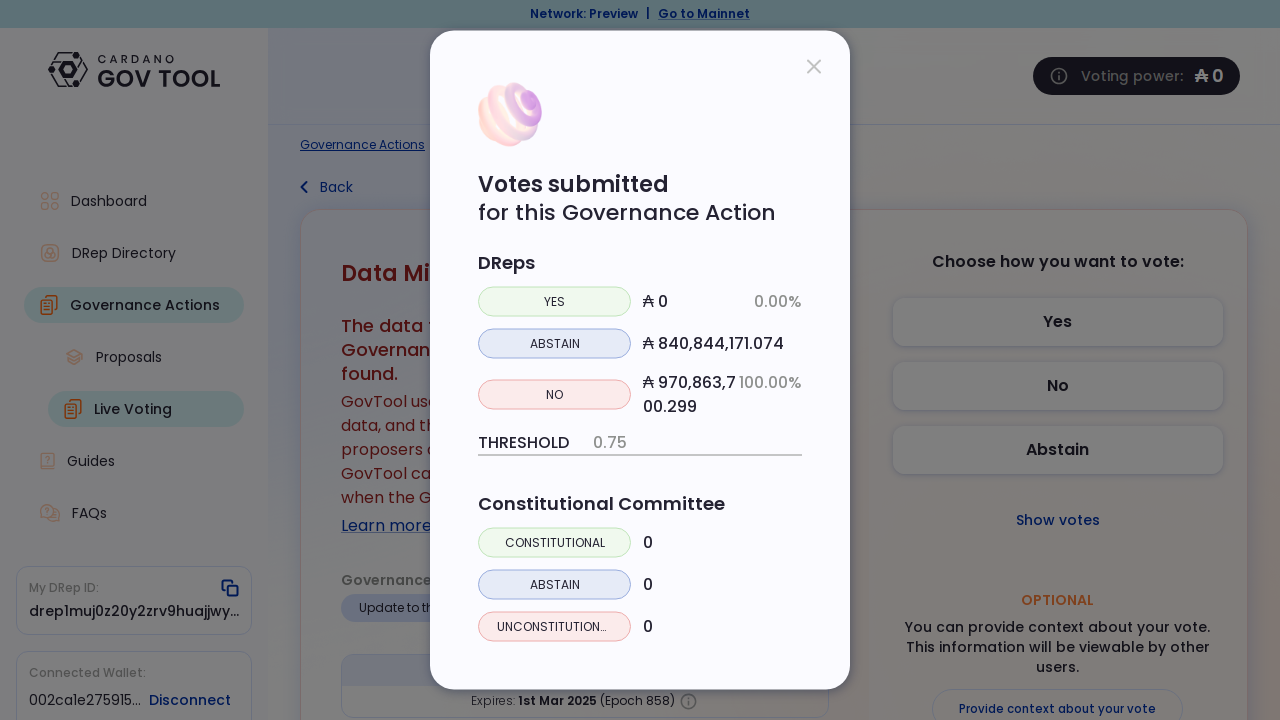 Network: Preview | Go to Mainnet
CARDANO
GOV TOOL
Voting power: ₳ 0
Governance Actions
Back
Dashboard
DRep Directory
Governance Actions
Proposals
Live Voting
Guides
FAQs
My DRep ID:
drep1muj0z20y2zrv9huajjwy...
Connected Wallet:
002ca1e275915... Disconnect
Data Mi
The data
Governan
found.
GovTool us
data, and th
proposers
GovTool ca
when the G
Learn more
Governance
Update to th
Expires: 1st Mar 2025 (Epoch 858)
Votes submitted
for this Governance Action
DReps
YES ₳ 0 0.00%
ABSTAIN ₳ 840,844,171.074
NO ₳ 970,863,7 100.00%
00.299
THRESHOLD 0.75
Constitutional Committee
CONSTITUTIONAL 0
ABSTAIN 0
UNCONSTITUTION... 0
Choose how you want to vote:
Yes
No
Abstain
Show votes
OPTIONAL
You can provide context about your vote.
This information will be viewable by other
users.
Provide context about your vote